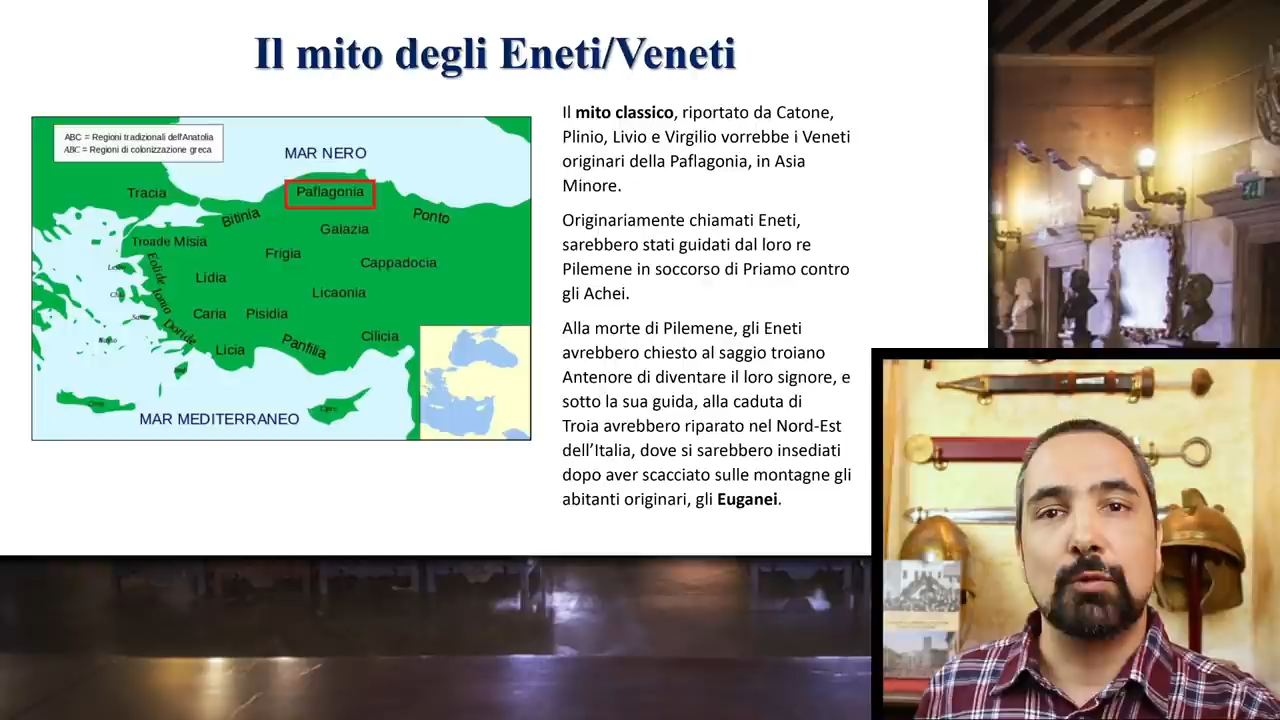 Il mito degli Eneti/Veneti
ABC = Regioni tradizionali dell'Anatolia
ABC = Regioni di colonizzazione greca
MAR NERO
Tracia
Paflagonia
Bitinia
Ponto
Galazia
Troade Misia
Frigia
Cappadocia
Eolide
Lidia
Licaonia
Ionia
Caria
Pisidia
Doride
Licia
Panfilia
Cilicia
MAR MEDITERRANEO
Il mito classico, riportato da Catone,
Plinio, Livio e Virgilio vorrebbe i Veneti
originari della Paflagonia, in Asia
Minore.
Originariamente chiamati Eneti,
sarebbero stati guidati dal loro re
Pilemene in soccorso di Priamo contro
gli Achei.
Alla morte di Pilemene, gli Eneti
avrebbero chiesto al saggio troiano
Antenore di diventare il loro signore, e
sotto la sua guida, alla caduta di
Troia avrebbero riparato nel Nord-Est
dell’Italia, dove si sarebbero insediati
dopo aver scacciato sulle montagne gli
abitanti originari, gli Euganei.